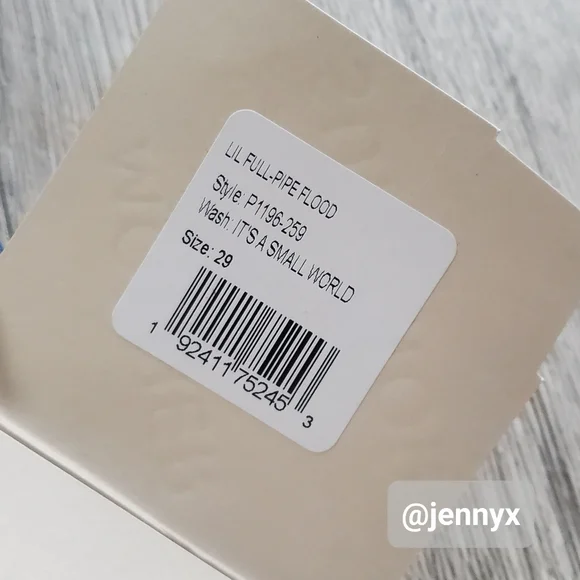 LIL FULL-PIPE FLOOD
Style: P1196-259
Wash: IT'S A SMALL WORLD
Size: 29
1 92411 75245 3
@jennyx